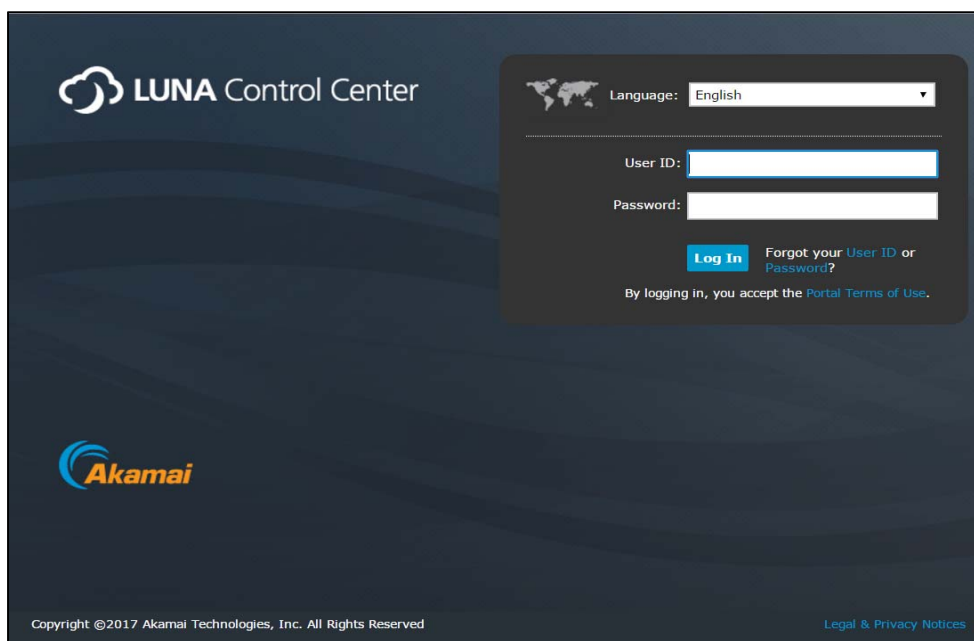 LUNA Control Center
Language: English
User ID:
Password:
Log In
Forgot your User ID or
Password?
By logging in, you accept the Portal Terms of Use.
Akamai
Copyright ©2017 Akamai Technologies, Inc. All Rights Reserved
Legal & Privacy Notices